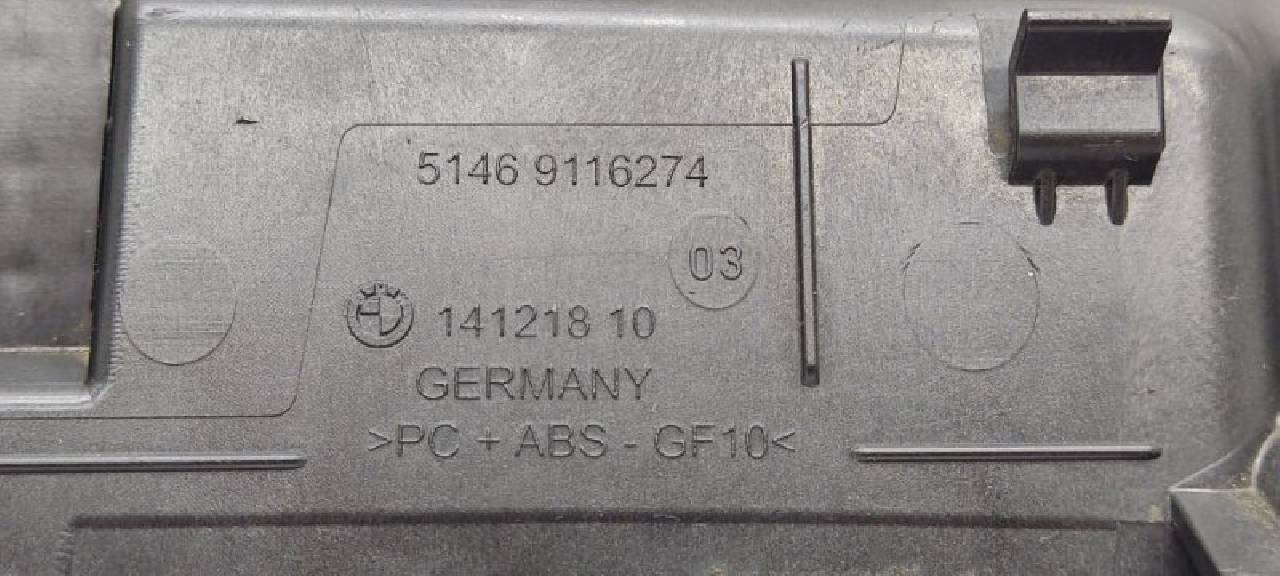 5146 9116274
03
141218 10
GERMANY
>PC + ABS - GF10<